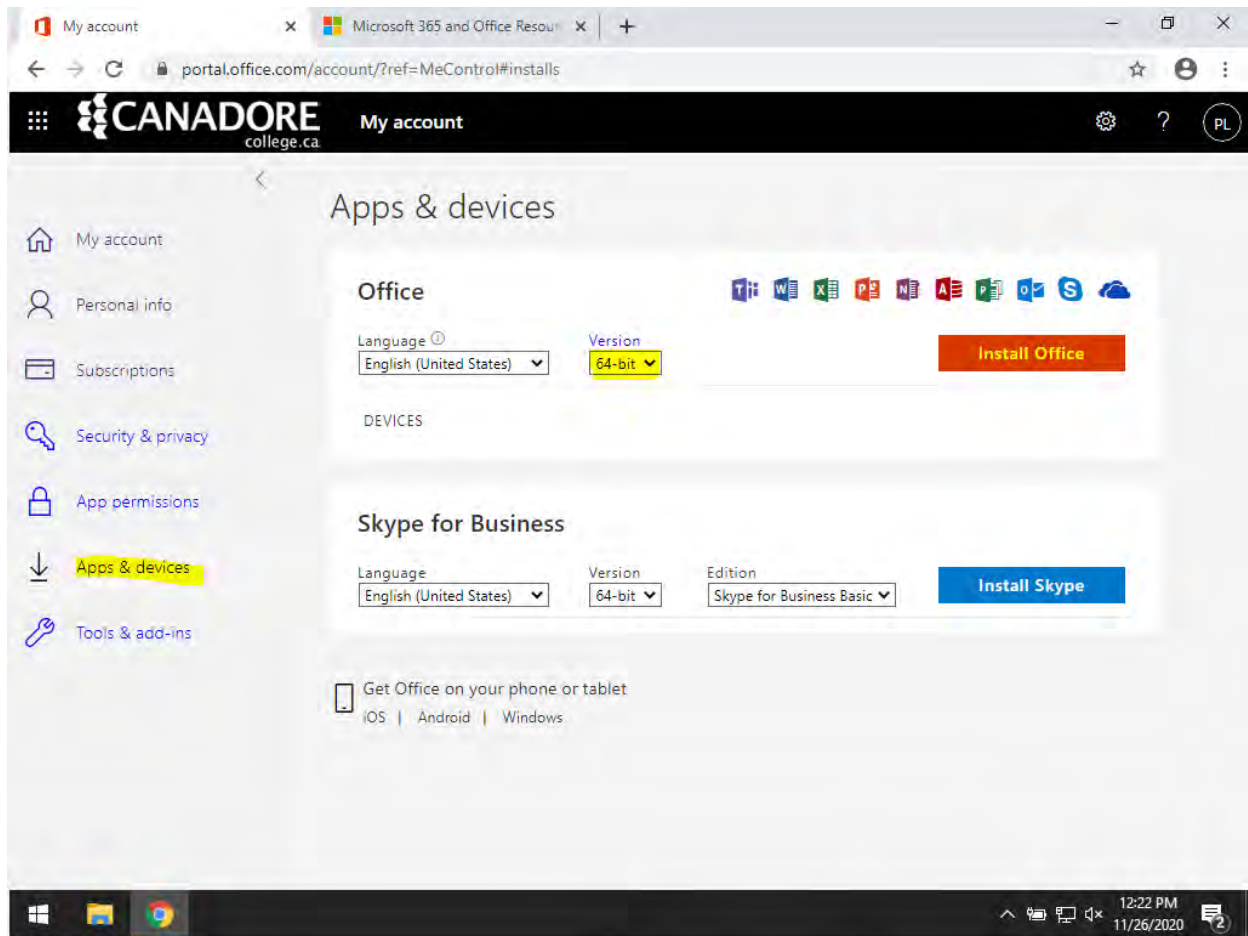 My account
Microsoft 365 and Office Resour
portal.office.com/account/?ref=MeControl#installs
CANADORE
college.ca
My account
?
PL
Apps & devices
My account
Personal info
Subscriptions
Security & privacy
App permissions
Apps & devices
Tools & add-ins
Office
Language
Version
English (United States)
64-bit
Install Office
DEVICES
Skype for Business
Language
Version
Edition
English (United States)
64-bit
Skype for Business Basic
Install Skype
Get Office on your phone or tablet
iOS | Android | Windows
12:22 PM
11/26/2020
2